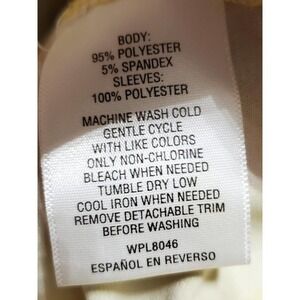 BODY:
95% POLYESTER
5% SPANDEX
SLEEVES:
100% POLYESTER
MACHINE WASH COLD
GENTLE CYCLE
WITH LIKE COLORS
ONLY NON-CHLORINE
BLEACH WHEN NEEDED
TUMBLE DRY LOW
COOL IRON WHEN NEEDED
REMOVE DETACHABLE TRIM
BEFORE WASHING
WPL8046
ESPAÑOL EN REVERSO